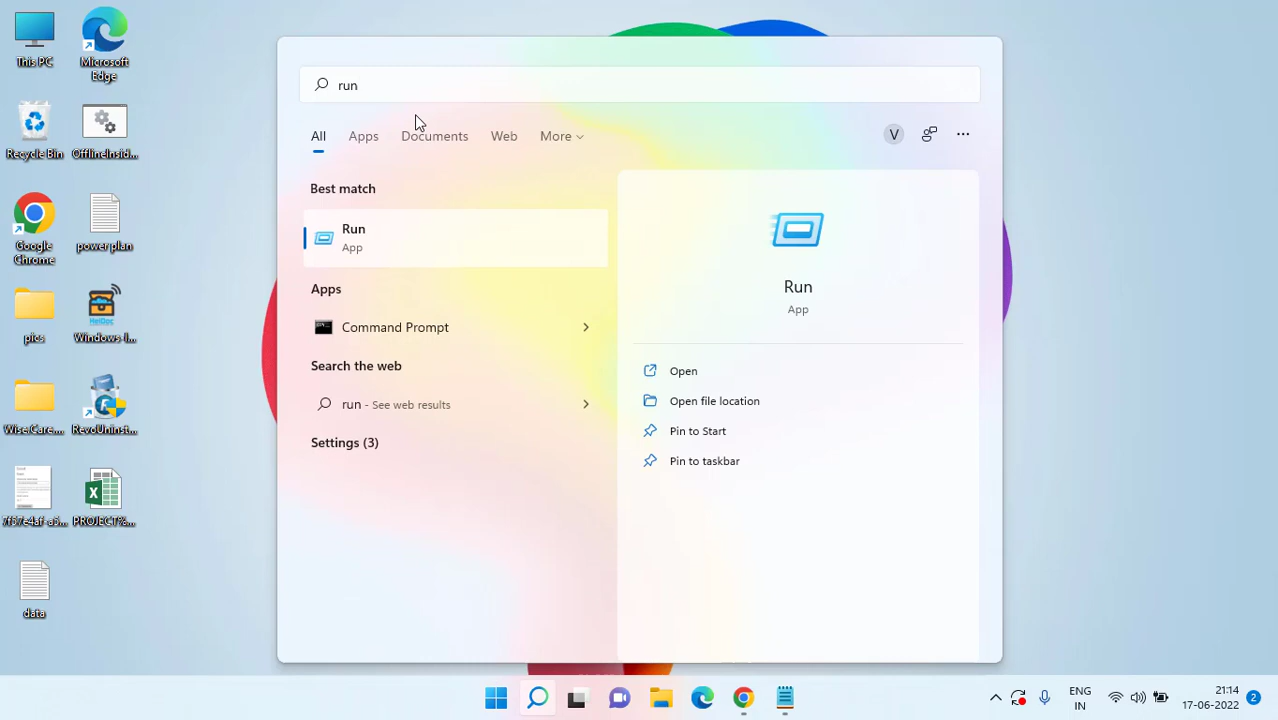 This PC
Microsoft
Edge
Recycle Bin
OfflineInsid...
Google
Chrome
power plan
pics
Windows-I...
WiseCare...
RevoUninst...
PROJECT%...
data
run
All
Apps
Documents
Web
More
V
Best match
Run
App
Apps
Command Prompt
Search the web
run - See web results
Settings (3)
Run
App
Open
Open file location
Pin to Start
Pin to taskbar
ENG
IN
21:14
17-06-2022
2